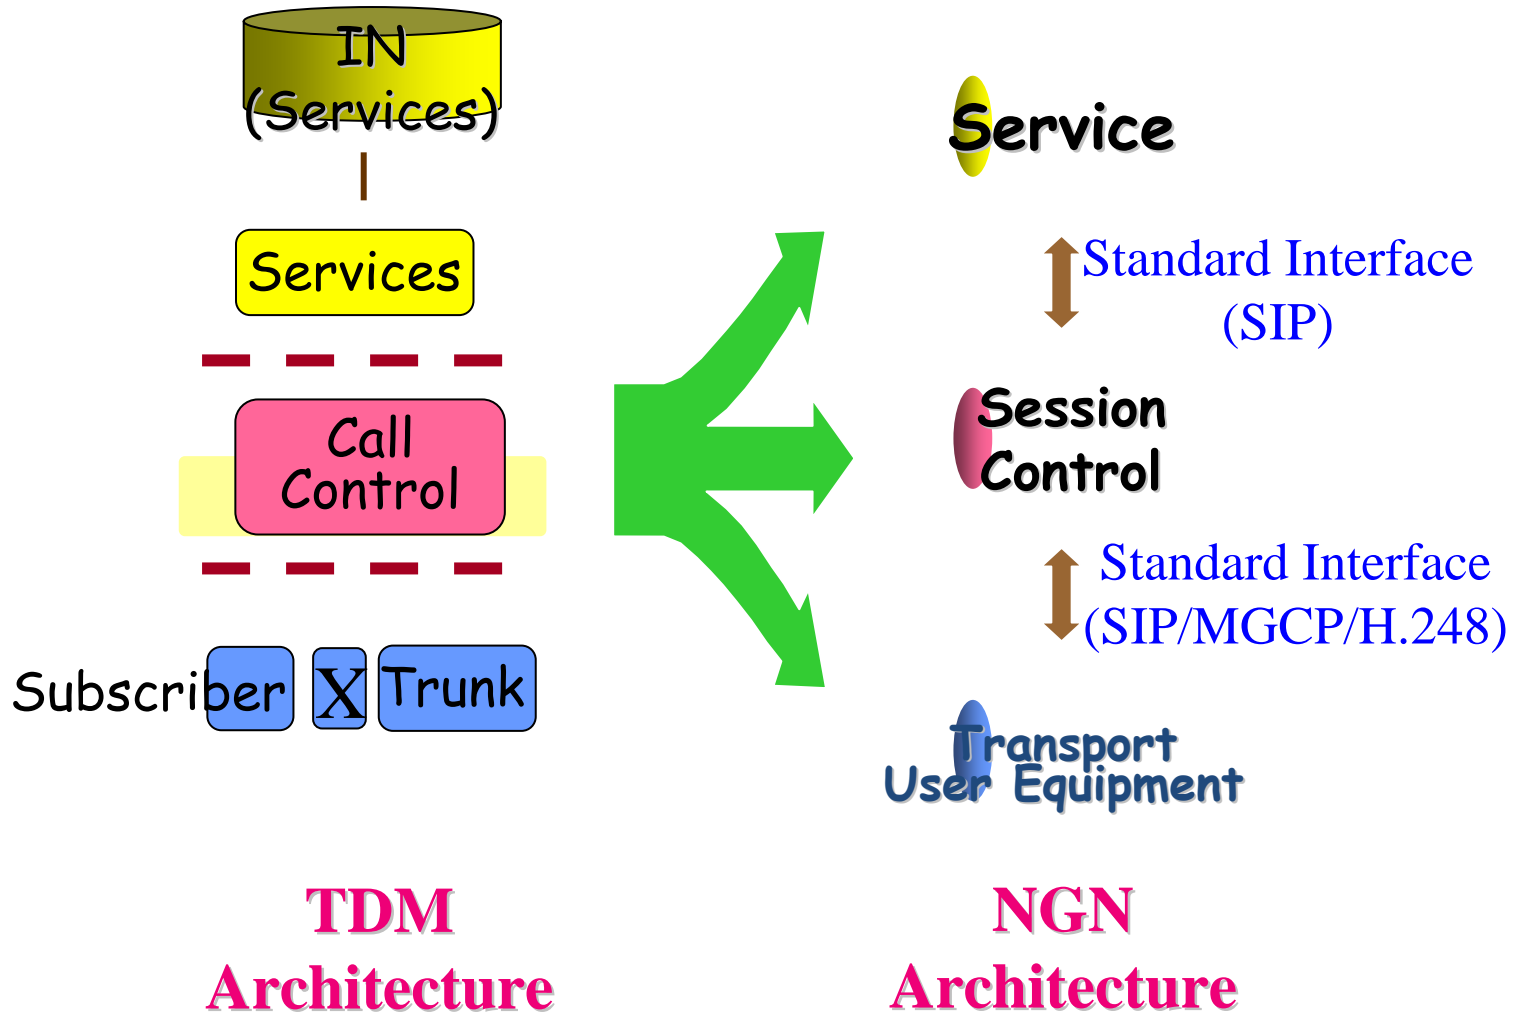 IN
(Services)
Services
Call
Control
Subscriber X Trunk
TDM
Architecture
Service
Standard Interface
(SIP)
Session
Control
Standard Interface
(SIP/MGCP/H.248)
Transport
User Equipment
NGN
Architecture